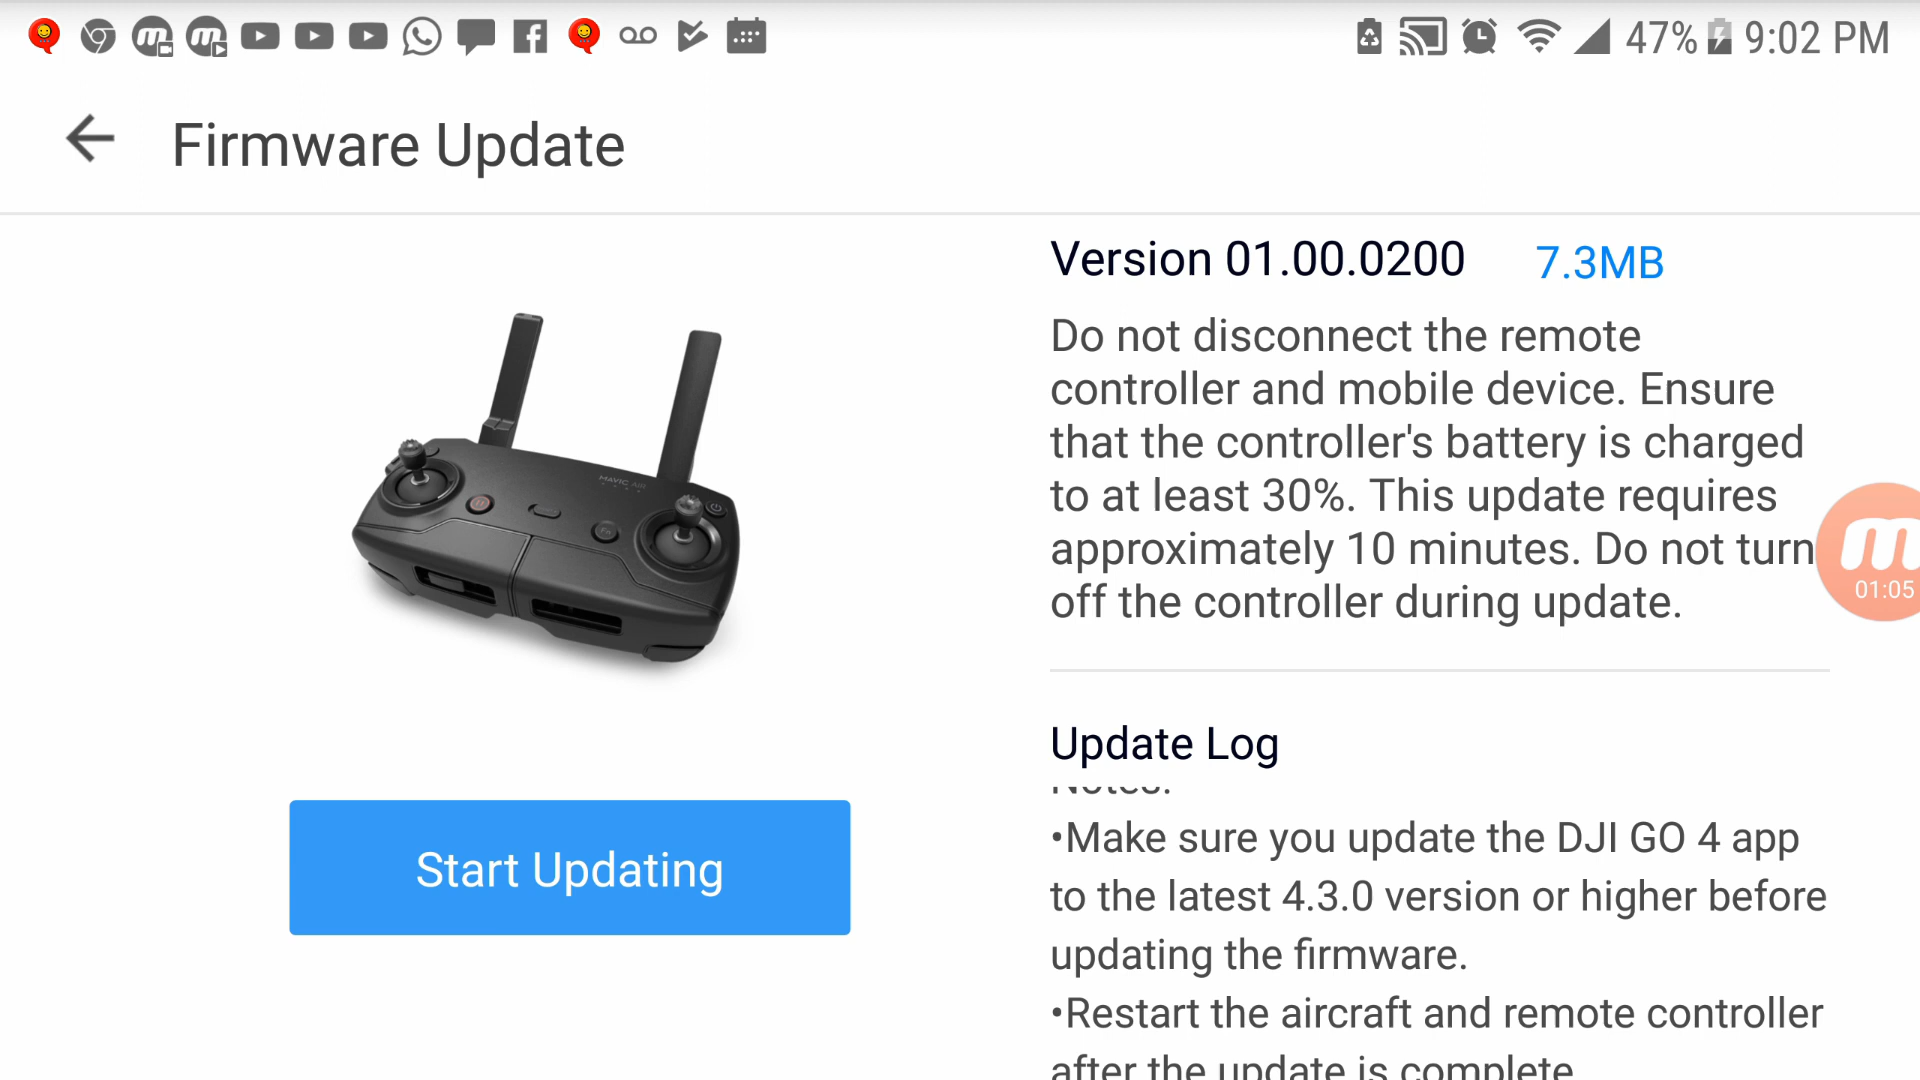 47% 9:02 PM
Firmware Update
Version 01.00.0200 7.3MB
Do not disconnect the remote
controller and mobile device. Ensure
that the controller's battery is charged
to at least 30%. This update requires
approximately 10 minutes. Do not turn
off the controller during update.
MAVIC AIR
m
01:05
Update Log
Notes:
•Make sure you update the DJI GO 4 app
to the latest 4.3.0 version or higher before
updating the firmware.
•Restart the aircraft and remote controller
after the update is complete
Start Updating